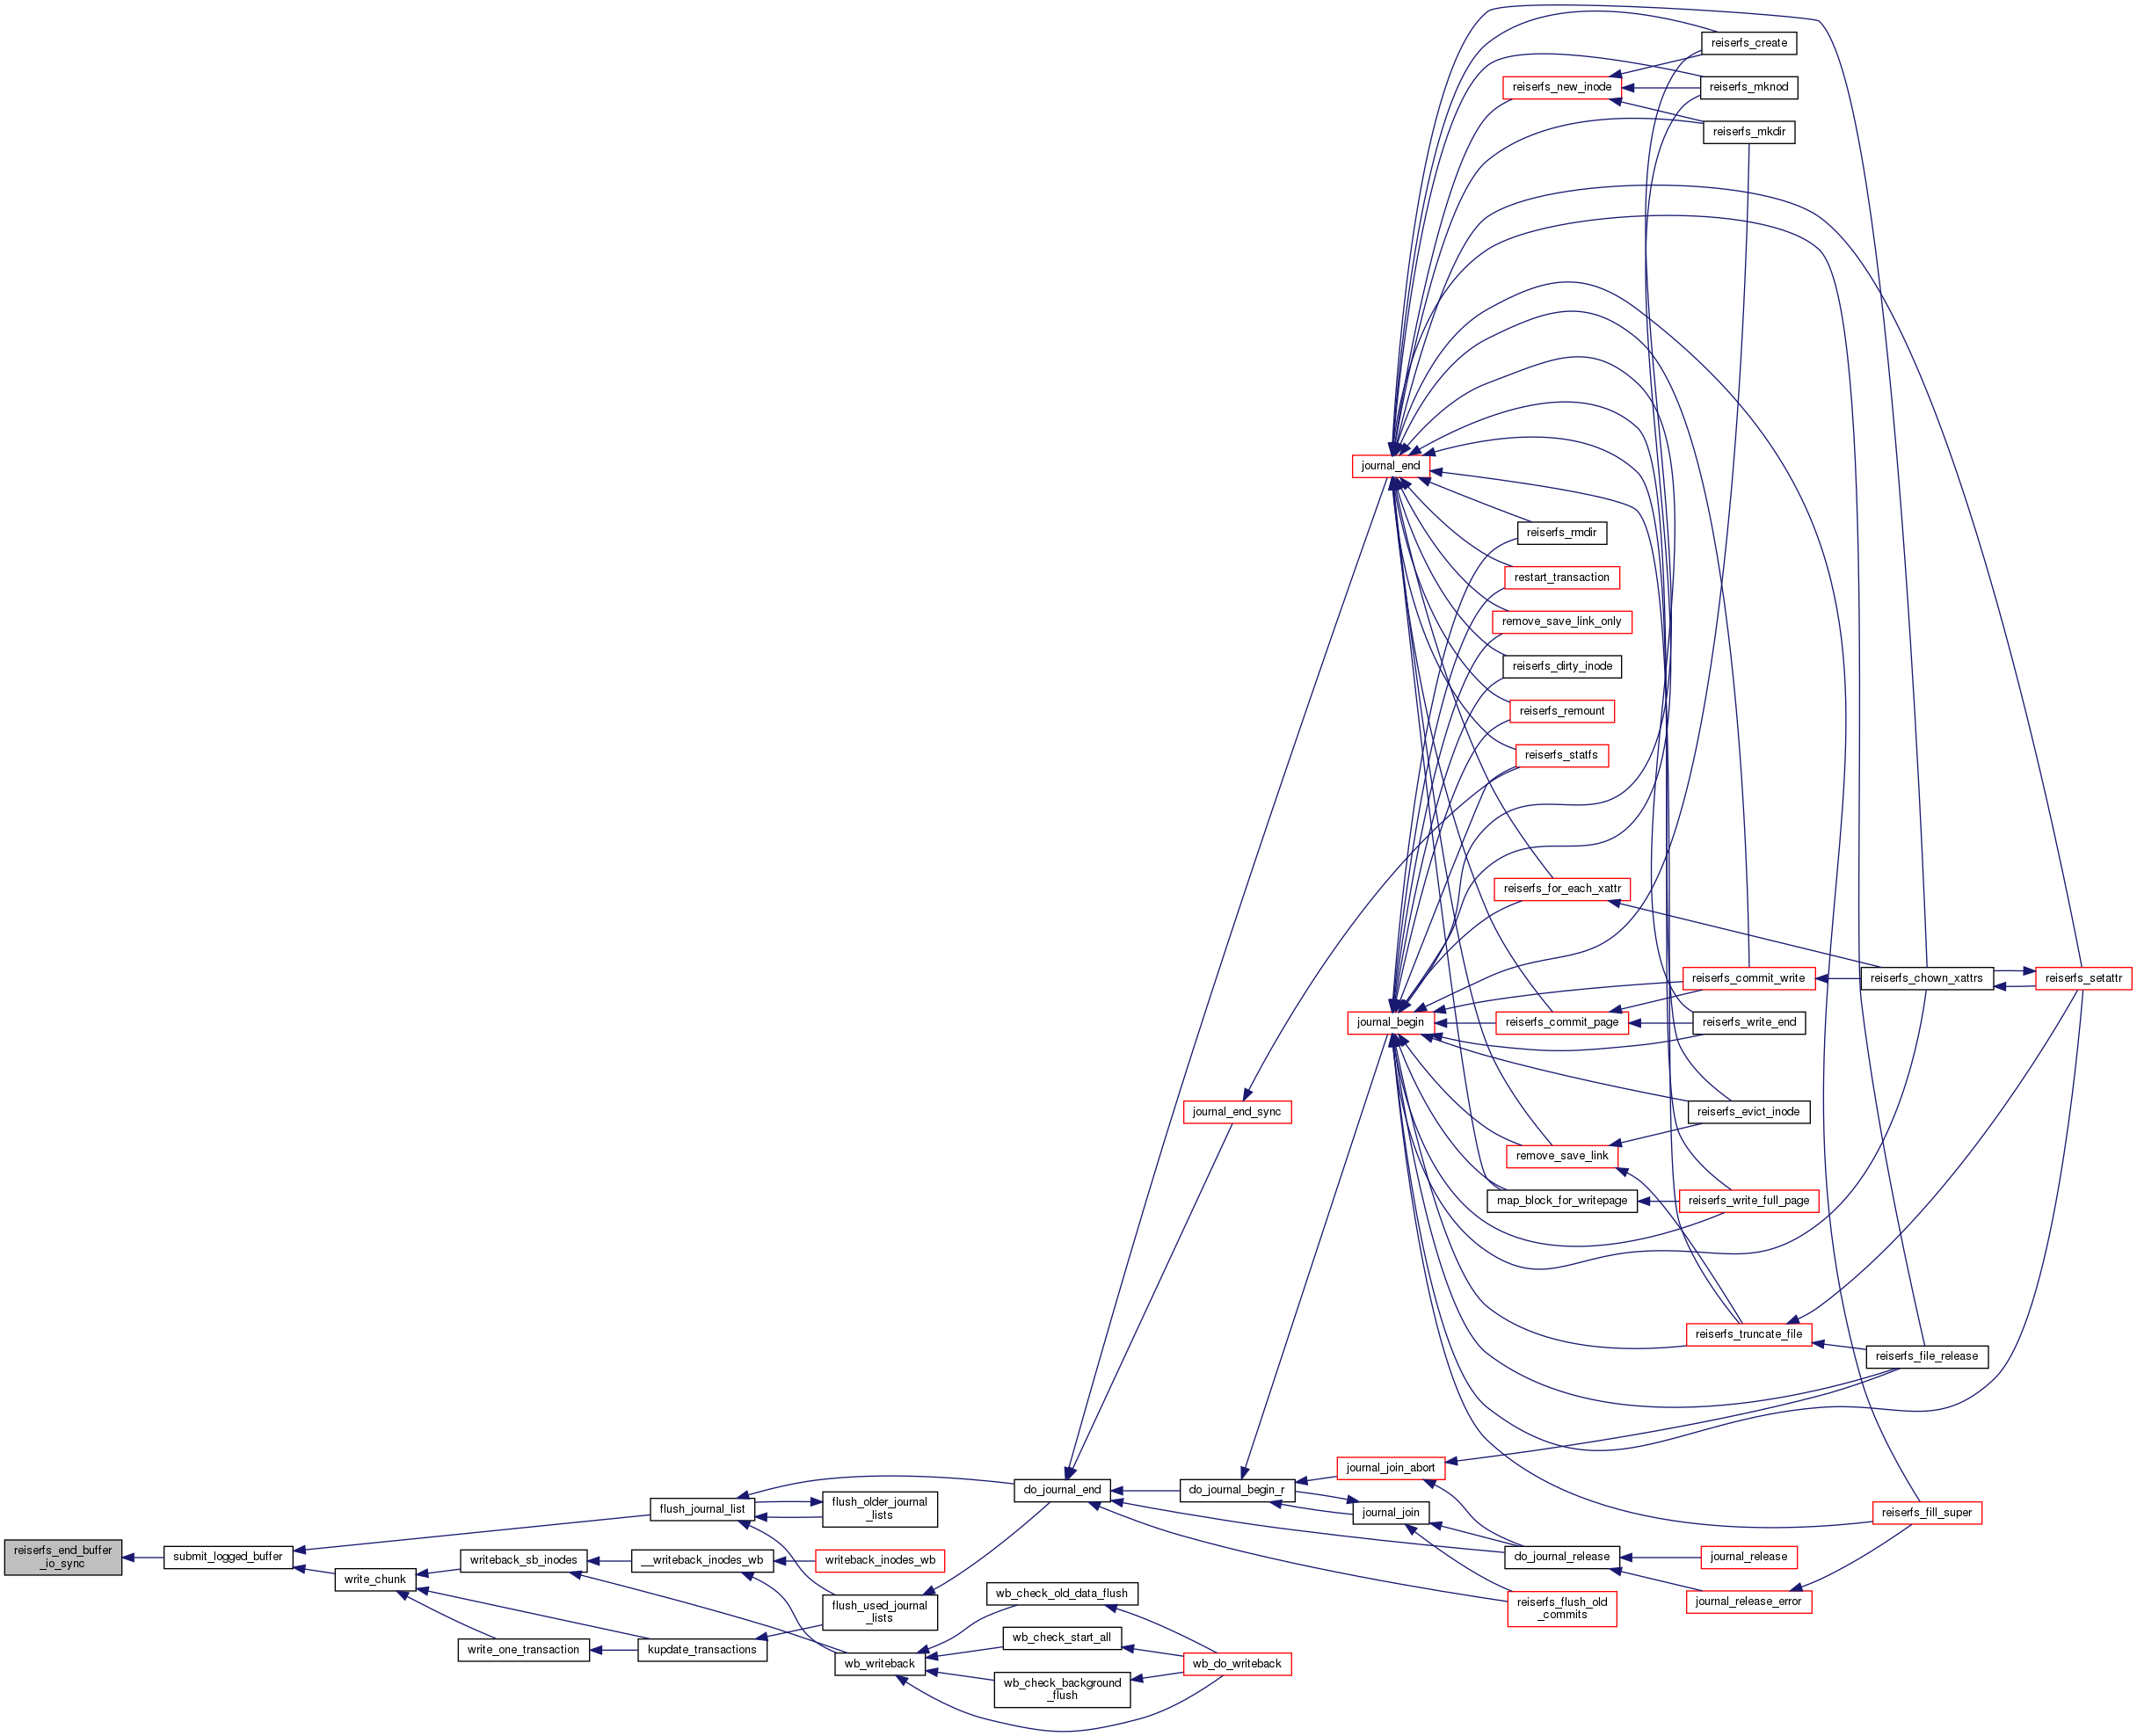 reiserfs_create
reiserfs_new_inode
reiserfs_mknod
reiserfs_mkdir
journal_end
reiserfs_rmdir
restart_transaction
remove_save_link_only
reiserfs_dirty_inode
reiserfs_remount
reiserfs_statfs
reiserfs_for_each_xattr
reiserfs_commit_write
reiserfs_chown_xattrs
reiserfs_setattr
journal_begin
reiserfs_commit_page
reiserfs_write_end
journal_end_sync
reiserfs_evict_inode
remove_save_link
map_block_for_writepage
reiserfs_write_full_page
reiserfs_truncate_file
reiserfs_file_release
journal_join_abort
do_journal_end
do_journal_begin_r
flush_journal_list
flush_older_journal
_lists
journal_join
reiserfs_fill_super
reiserfs_end_buffer
_io_sync
submit_logged_buffer
writeback_sb_inodes
__writeback_inodes_wb
writeback_inodes_wb
do_journal_release
journal_release
write_chunk
wb_check_old_data_flush
flush_used_journal
_lists
reiserfs_flush_old
_commits
journal_release_error
write_one_transaction
kupdate_transactions
wb_check_start_all
wb_writeback
wb_do_writeback
wb_check_background
_flush